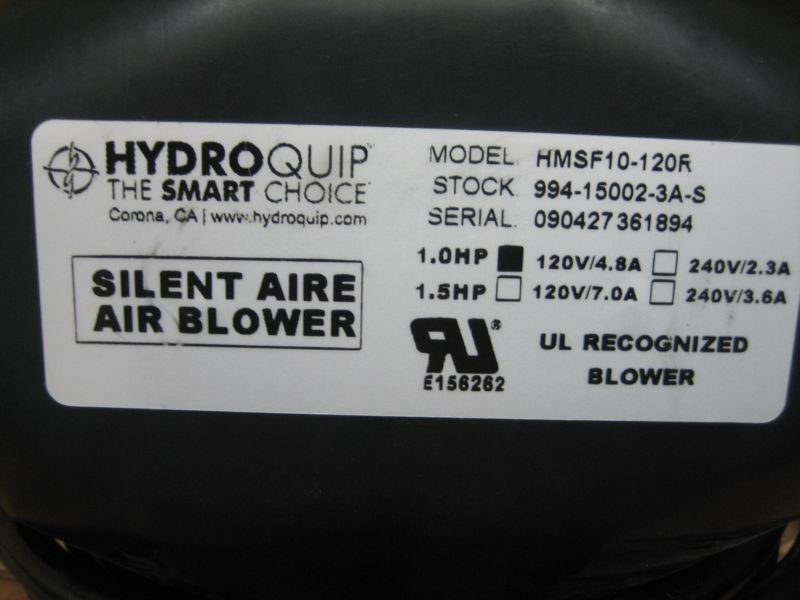 HYDROQUIP
THE SMART CHOICE
Corona, CA | www.hydroquip.com
SILENT AIRE
AIR BLOWER
MODEL. HMSF10-120R
STOCK 994-15002-3A-S
SERIAL. 090427361894
1.0HP 120V/4.8A 240V/2.3A
1.5HP 120V/7.0A 240V/3.6A
RU®
E156262
UL RECOGNIZED
BLOWER